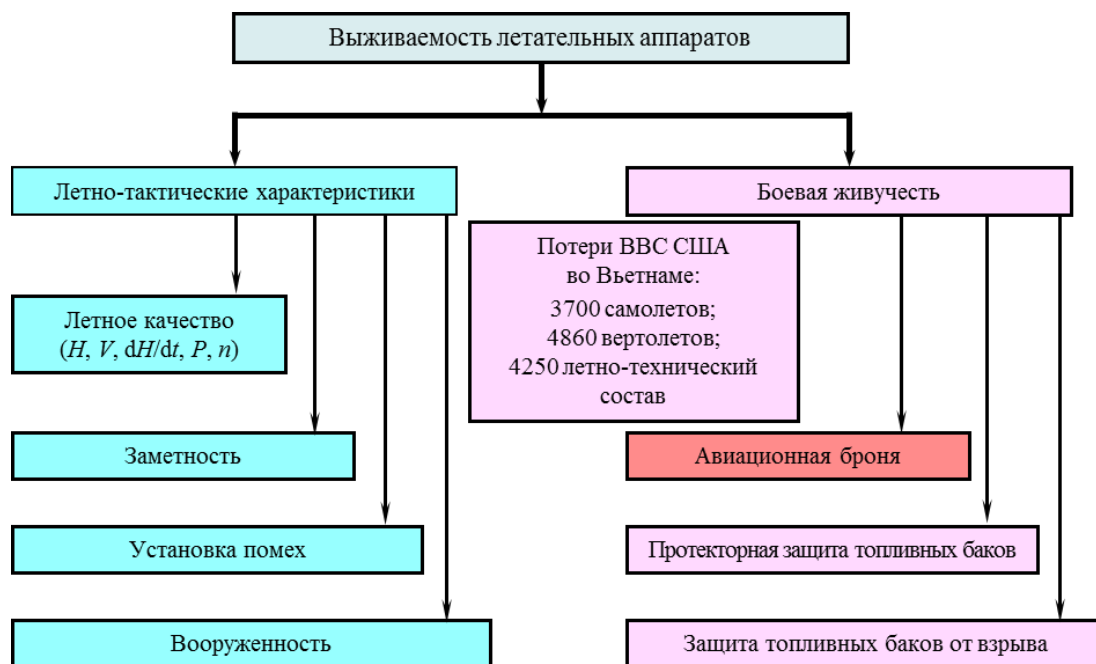 Выживаемость летательных аппаратов
Летно-тактические характеристики
Боевая живучесть
Потери ВВС США
во Вьетнаме:
3700 самолетов;
4860 вертолетов;
4250 летно-технический
состав
Летное качество
(H, V, dH/dt, P, n)
Заметность
Авиационная броня
Установка помех
Протекторная защита топливных баков
Вооруженность
Защита топливных баков от взрыва